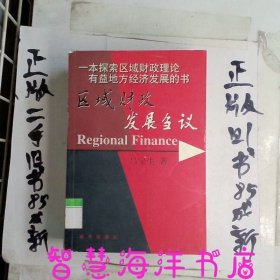 一本探索区域财政理论
有益地方经济发展的书
区域财政
发展刍议
Regional Finance
著
正版二手旧书85成新
正版旧书85成新
智慧海洋书店